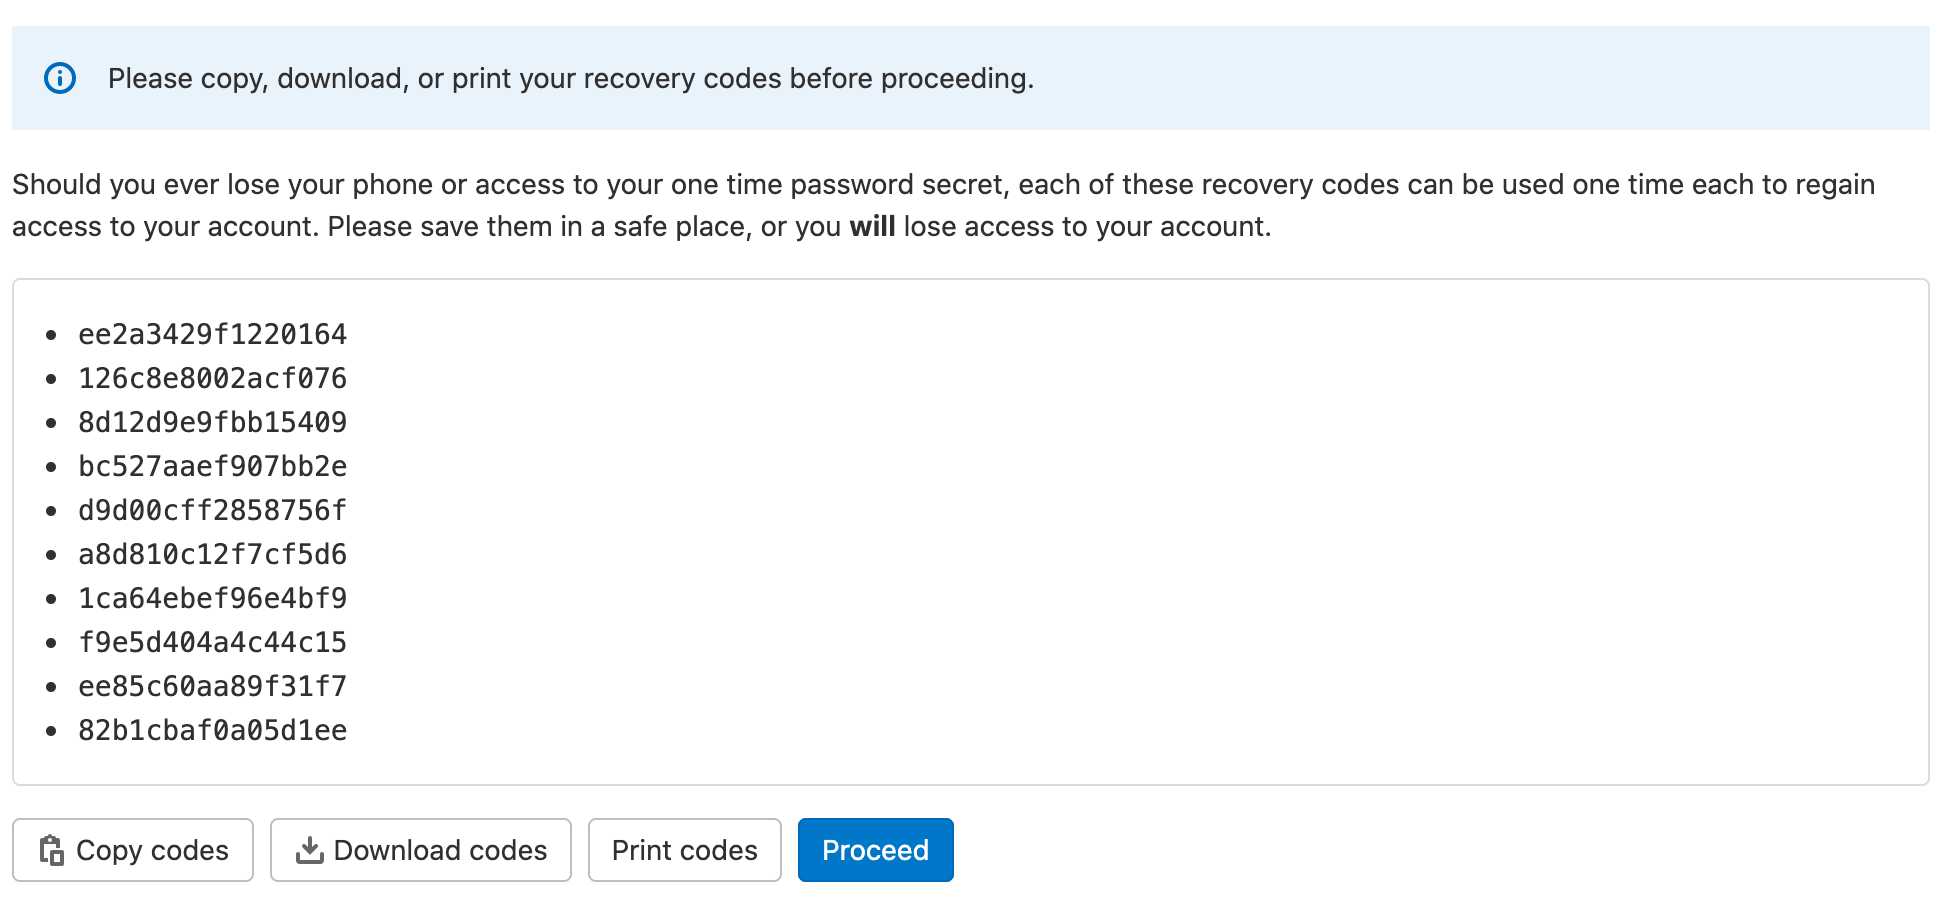 Please copy, download, or print your recovery codes before proceeding.
Should you ever lose your phone or access to your one time password secret, each of these recovery codes can be used one time each to regain
access to your account. Please save them in a safe place, or you will lose access to your account.
• ee2a3429f1220164
• 126c8e8002acf076
• 8d12d9e9fbb15409
• bc527aaef907bb2e
• d9d00cff2858756f
• a8d810c12f7cf5d6
• 1ca64ebef96e4bf9
• f9e5d404a4c44c15
• ee85c60aa89f31f7
• 82b1cbaf0a05d1ee
Copy codes Download codes Print codes Proceed